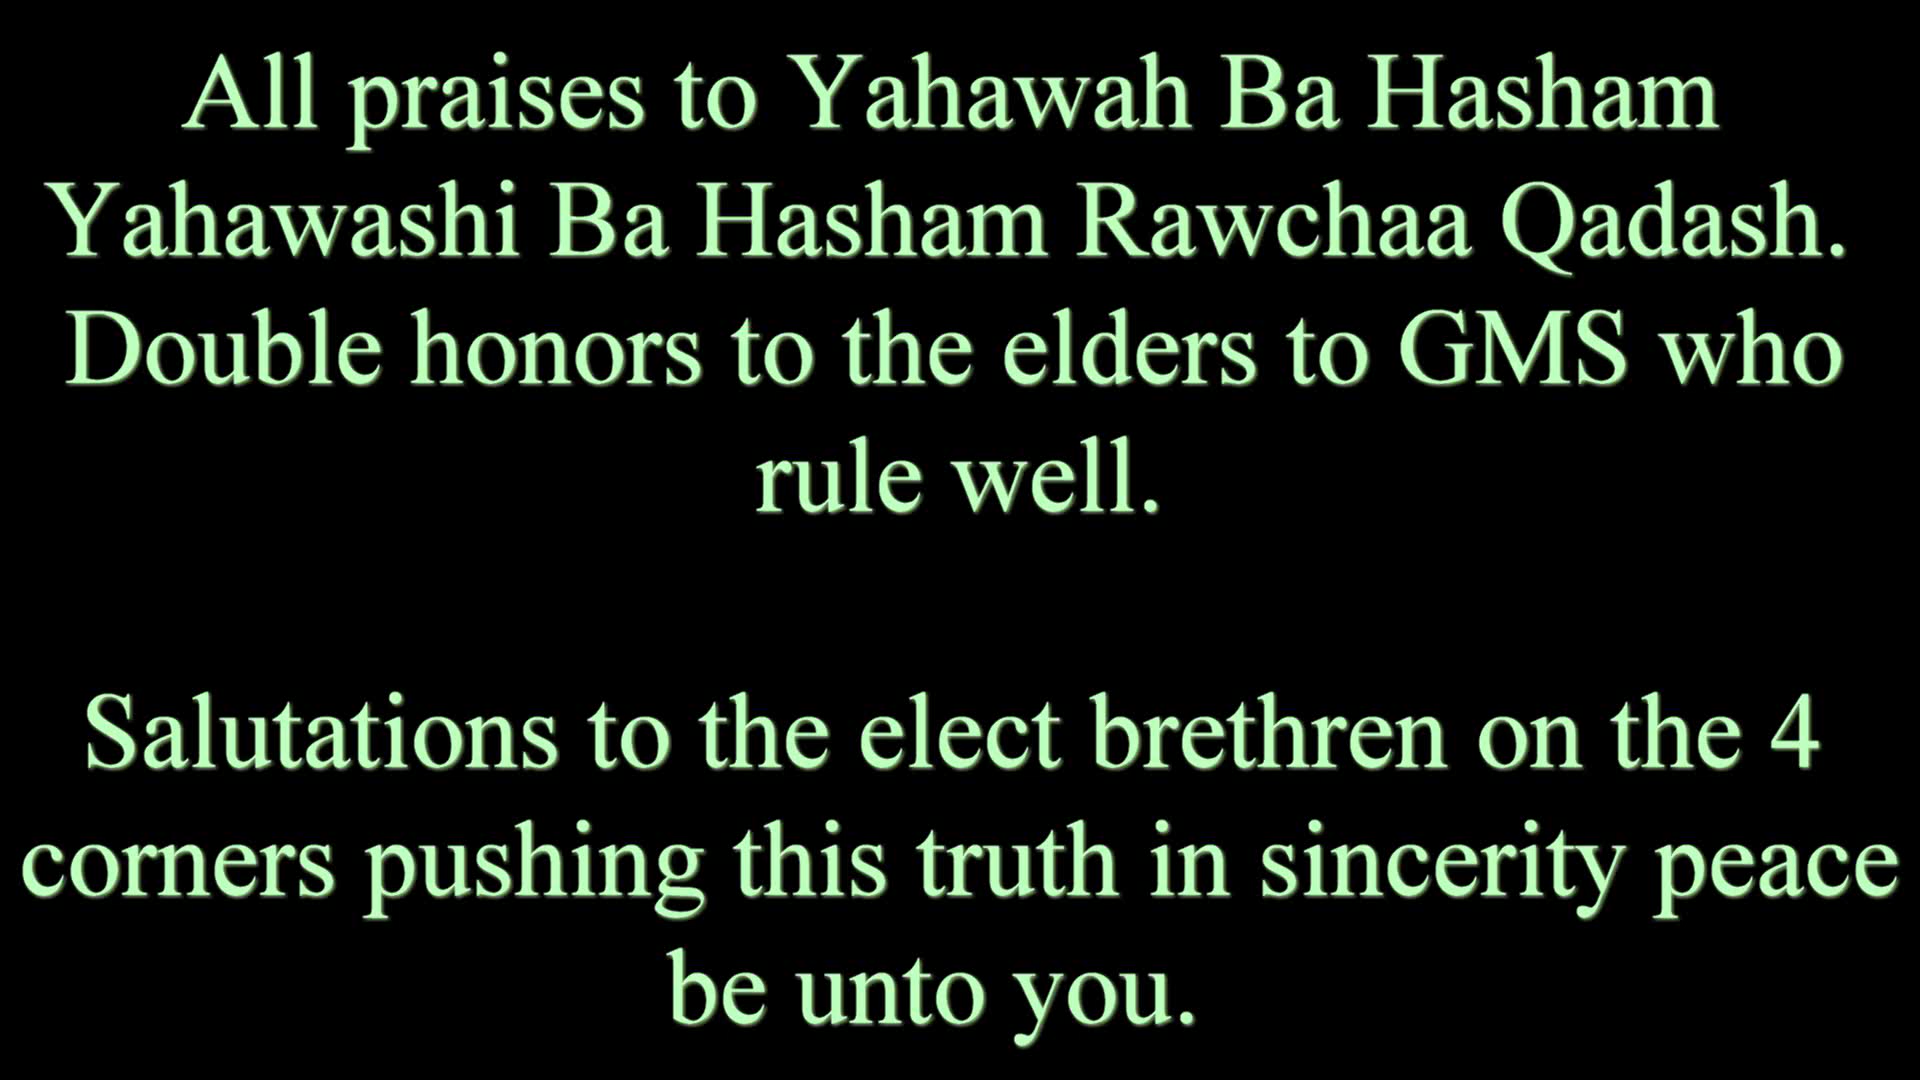 All praises to Yahawah Ba Hasham
Yahawashi Ba Hasham Rawchaa Qadash.
Double honors to the elders to GMS who
rule well.
Salutations to the elect brethren on the 4
corners pushing this truth in sincerity peace
be unto you.